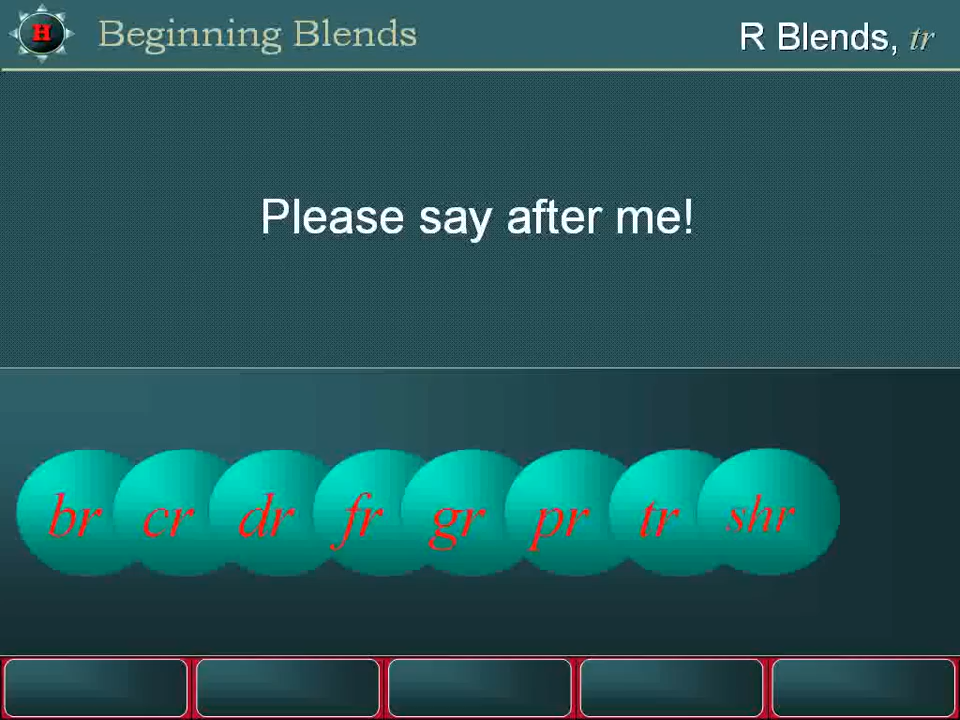 H
Beginning Blends
R Blends, tr
Please say after me!
br cr dr fr gr pr tr shr